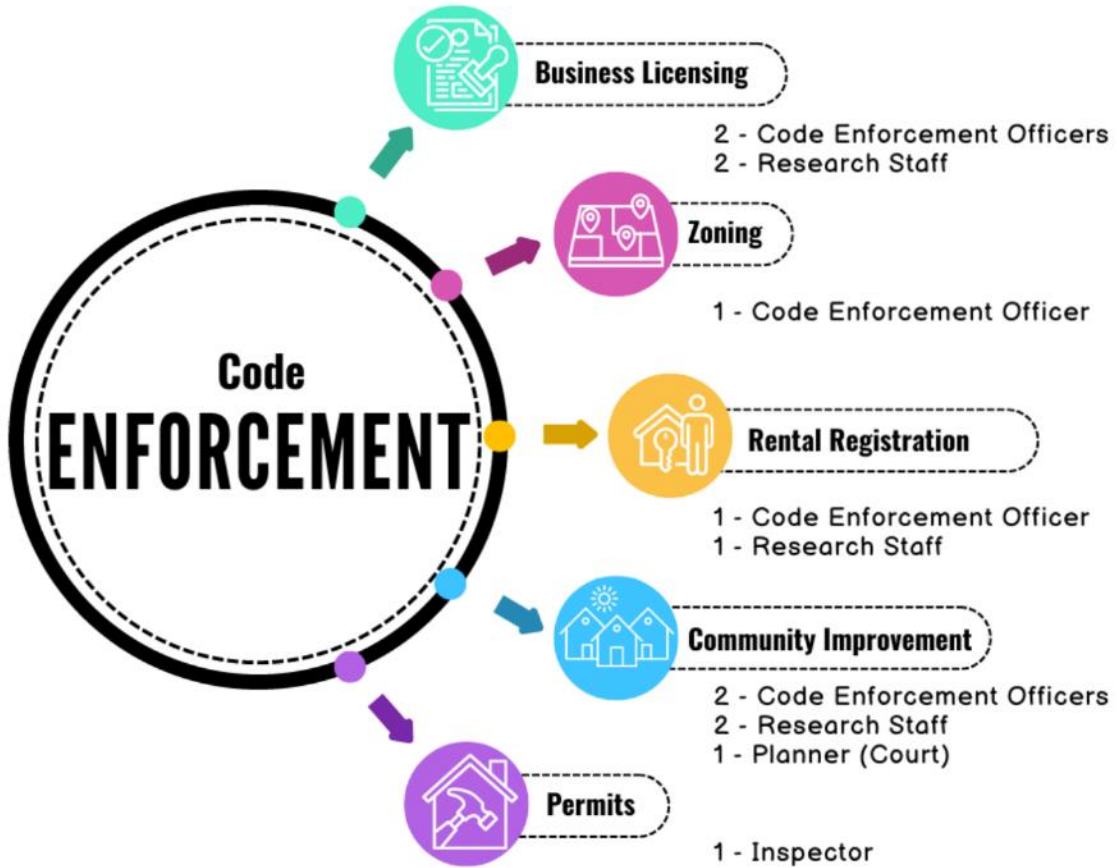 Business Licensing
2 - Code Enforcement Officers
2 - Research Staff
Zoning
1 - Code Enforcement Officer
Code
ENFORCEMENT
Rental Registration
1 - Code Enforcement Officer
1 - Research Staff
Community Improvement
2 - Code Enforcement Officers
2 - Research Staff
1 - Planner (Court)
Permits
1 - Inspector